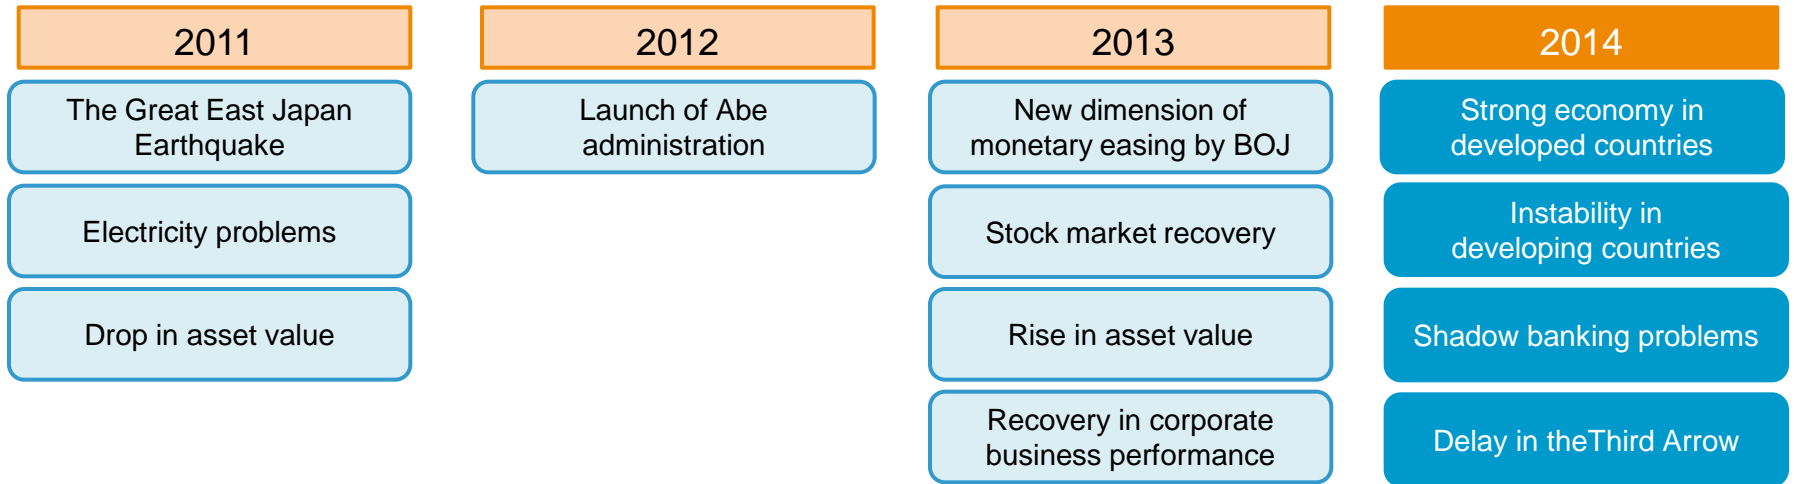 2011
The Great East Japan
Earthquake
Electricity problems
Drop in asset value
2012
Launch of Abe
administration
2013
New dimension of
monetary easing by BOJ
Stock market recovery
Rise in asset value
Recovery in corporate
business performance
2014
Strong economy in
developed countries
Instability in
developing countries
Shadow banking problems
Delay in theThird Arrow